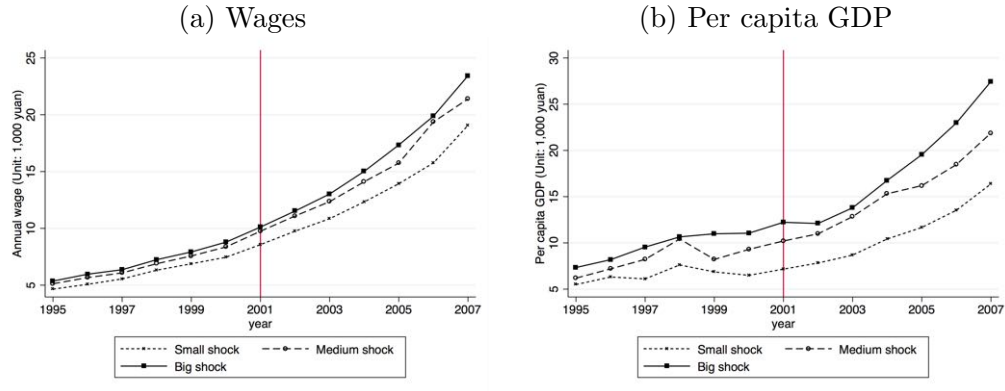 (a) Wages
Annual wage (Unit: 1,000 yuan)
25
20
15
10
5
1995 1997 1999 2001 2003 2005 2007
year
Small shock Medium shock
Big shock
(b) Per capita GDP
Per capita GDP (Unit: 1,000 yuan)
30
25
20
15
10
5
1995 1997 1999 2001 2003 2005 2007
year
Small shock Medium shock
Big shock